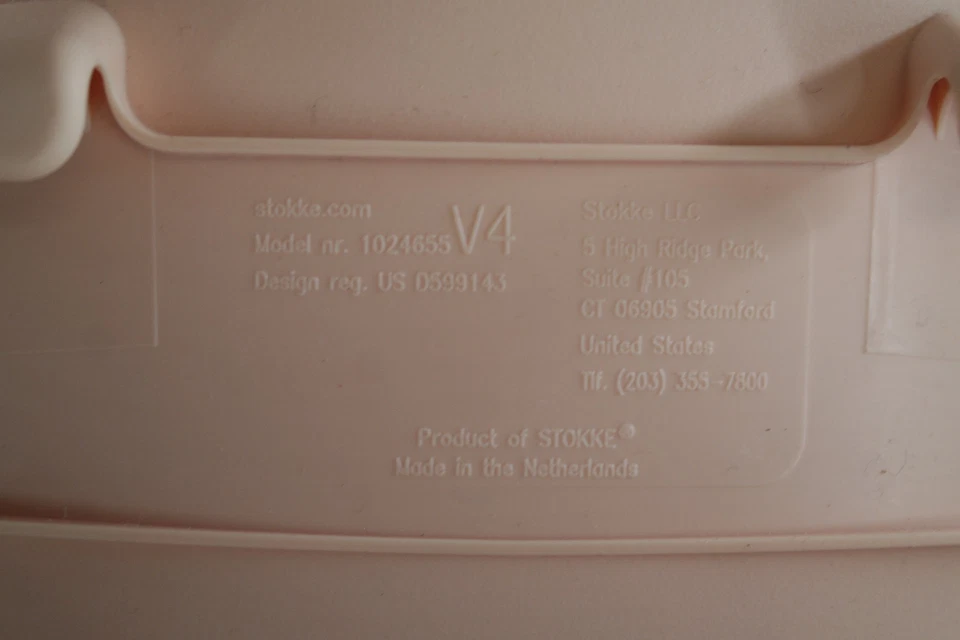 stokke.com
Model nr. 1024655
V4
Design reg. US D599143
Stokke LLC
5 High Ridge Park,
Suite #105
CT 06905 Stamford
United States
Tlf. (203) 355-7800
Product of STOKKE®
Made in the Netherlands